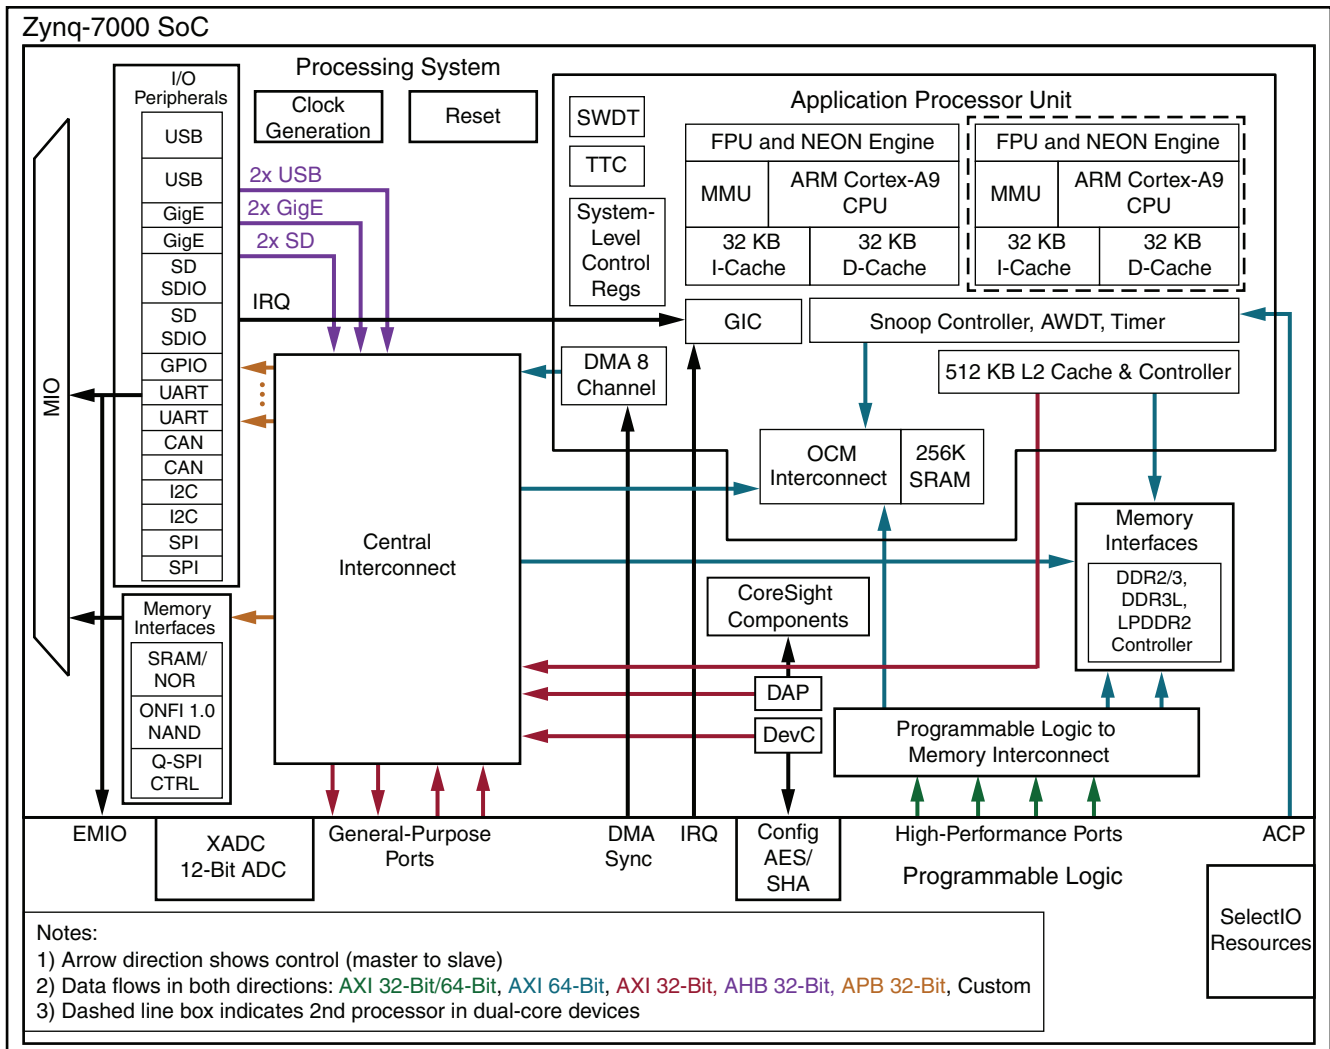 Zynq-7000 SoC
Processing System
I/O
Peripherals
USB
USB
GigE
GigE
SD
SDIO
SD
SDIO
GPIO
UART
UART
CAN
CAN
I2C
I2C
SPI
SPI
MIO
Memory
Interfaces
SRAM/
NOR
ONFI 1.0
NAND
Q-SPI
CTRL
Clock
Generation
Reset
2x USB
2x GigE
2x SD
IRQ
Central
Interconnect
Application Processor Unit
SWDT
TTC
System-
Level
Control
Regs
FPU and NEON Engine
MMU
ARM Cortex-A9
CPU
32 KB
I-Cache
32 KB
D-Cache
FPU and NEON Engine
MMU
ARM Cortex-A9
CPU
32 KB
I-Cache
32 KB
D-Cache
GIC
Snoop Controller, AWDT, Timer
DMA 8
Channel
512 KB L2 Cache & Controller
OCM
Interconnect
256K
SRAM
Memory
Interfaces
DDR2/3,
DDR3L,
LPDDR2
Controller
CoreSight
Components
DAP
DevC
Programmable Logic to
Memory Interconnect
EMIO
XADC
12-Bit ADC
General-Purpose
Ports
DMA
Sync
IRQ
Config
AES/
SHA
High-Performance Ports
ACP
Programmable Logic
SelectIO
Resources
Notes:
1) Arrow direction shows control (master to slave)
2) Data flows in both directions: AXI 32-Bit/64-Bit, AXI 64-Bit, AXI 32-Bit, AHB 32-Bit, APB 32-Bit, Custom
3) Dashed line box indicates 2nd processor in dual-core devices